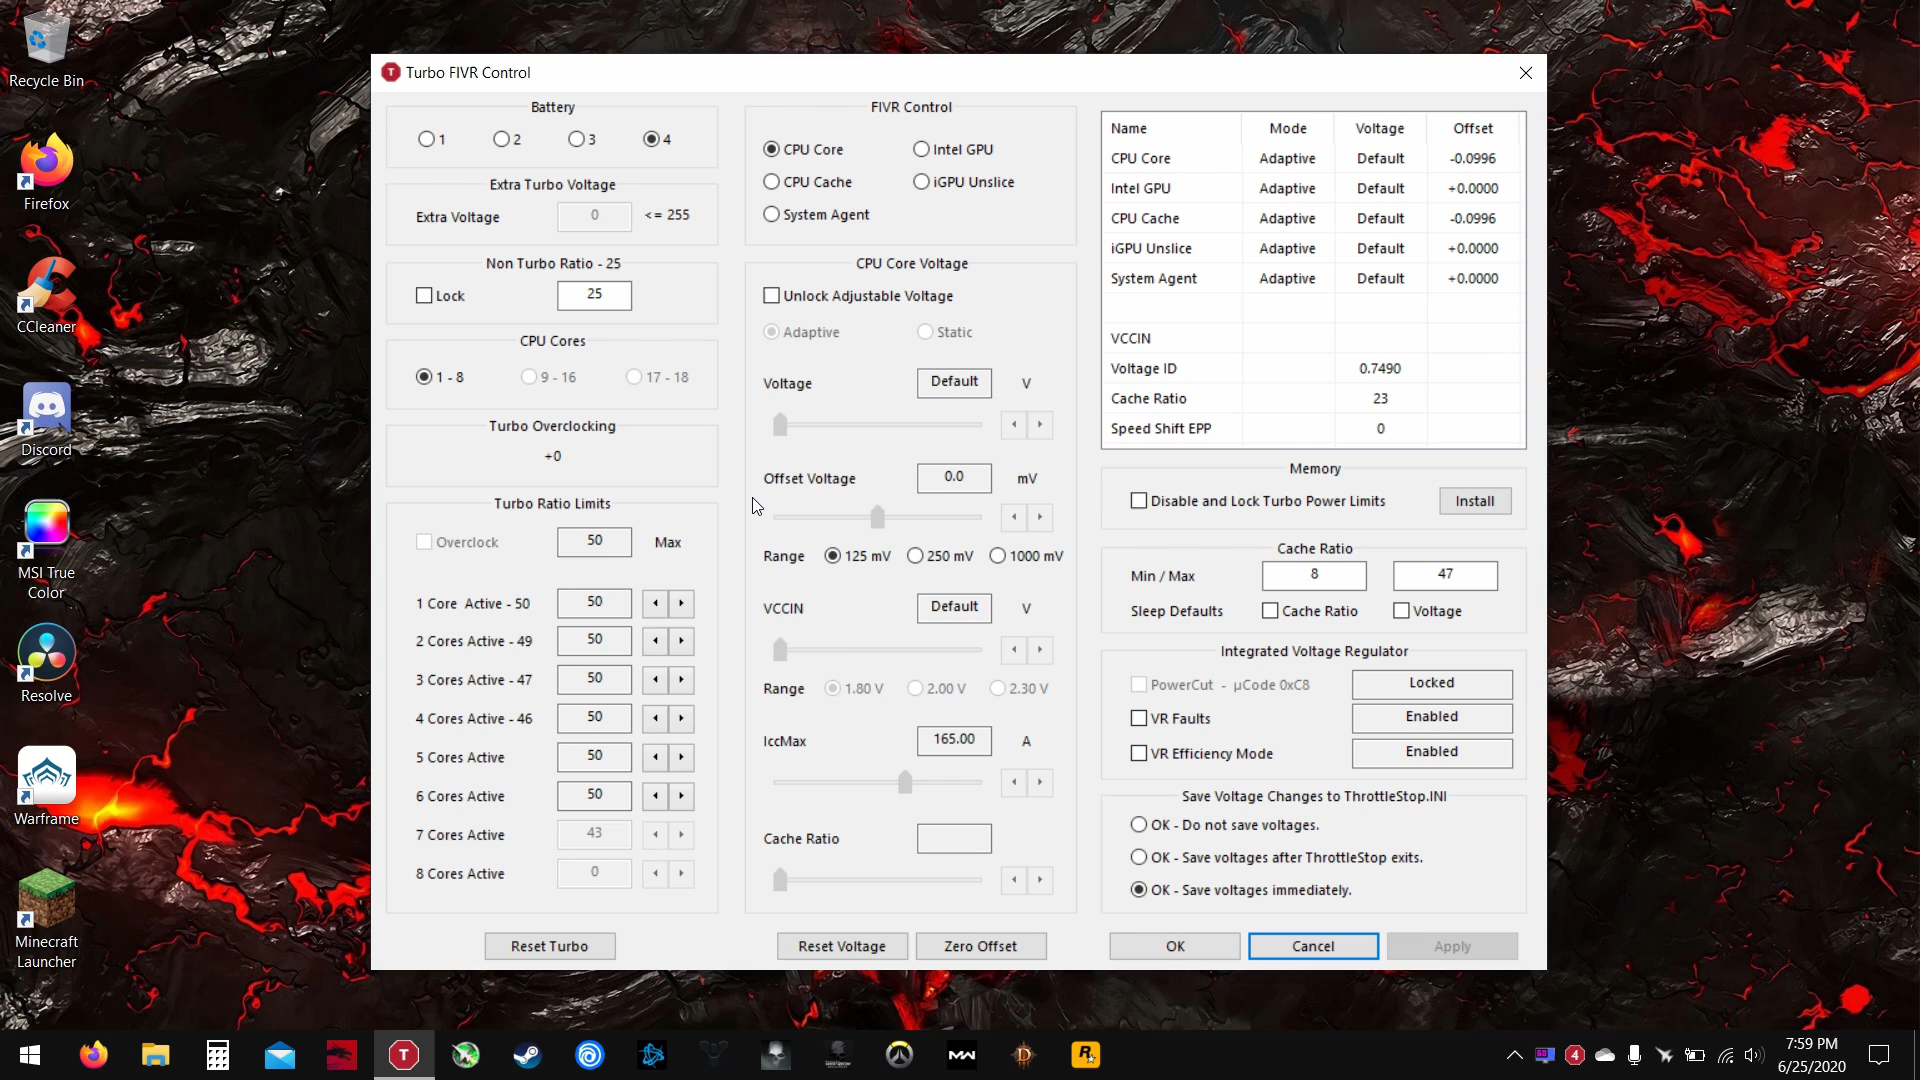 Recycle Bin
Firefox
CCleaner
Discord
MSI True
Color
Resolve
Warframe
Minecraft
Launcher
T Turbo FIVR Control
Battery
1 2 3 4
Extra Turbo Voltage
Extra Voltage 0 <= 255
Non Turbo Ratio - 25
Lock 25
CPU Cores
1 - 8 9 - 16 17 - 18
Turbo Overclocking
+0
Turbo Ratio Limits
Overclock 50 Max
1 Core Active - 50 50
2 Cores Active - 49 50
3 Cores Active - 47 50
4 Cores Active - 46 50
5 Cores Active 50
6 Cores Active 50
7 Cores Active 43
8 Cores Active 0
Reset Turbo
FIVR Control
CPU Core Intel GPU
CPU Cache iGPU Unslice
System Agent
CPU Core Voltage
Unlock Adjustable Voltage
Adaptive Static
Voltage Default V
Offset Voltage 0.0 mV
Range 125 mV 250 mV 1000 mV
VCCIN Default V
Range 1.80 V 2.00 V 2.30 V
IccMax 165.00 A
Cache Ratio
Reset Voltage Zero Offset
Name Mode Voltage Offset
CPU Core Adaptive Default -0.0996
Intel GPU Adaptive Default +0.0000
CPU Cache Adaptive Default -0.0996
iGPU Unslice Adaptive Default +0.0000
System Agent Adaptive Default +0.0000
VCCIN
Voltage ID 0.7490
Cache Ratio 23
Speed Shift EPP 0
Memory
Disable and Lock Turbo Power Limits Install
Cache Ratio
Min / Max 8 47
Sleep Defaults Cache Ratio Voltage
Integrated Voltage Regulator
PowerCut - µCode 0xC8 Locked
VR Faults Enabled
VR Efficiency Mode Enabled
Save Voltage Changes to ThrottleStop.INI
OK - Do not save voltages.
OK - Save voltages after ThrottleStop exits.
OK - Save voltages immediately.
OK Cancel Apply
T MW D R 4
7:59 PM
6/25/2020